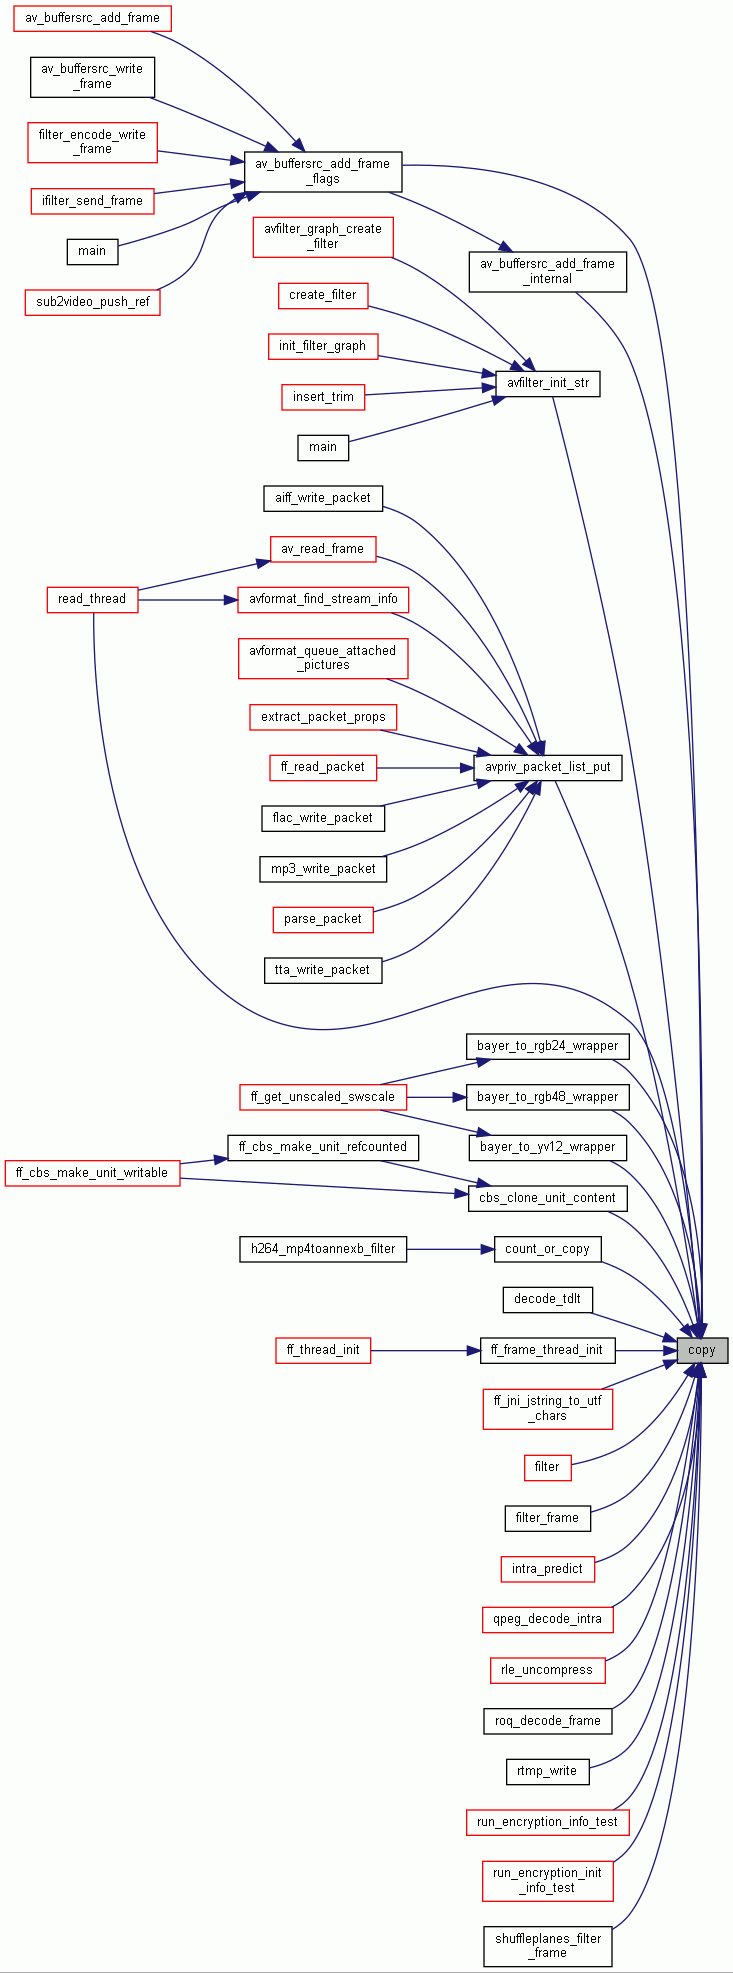 av_buffersrc_add_frame
av_buffersrc_write
_frame
filter_encode_write
_frame
av_buffersrc_add_frame
_flags
ifilter_send_frame
avfilter_graph_create
_filter
main
av_buffersrc_add_frame
_internal
sub2video_push_ref
create_filter
init_filter_graph
avfilter_init_str
insert_trim
main
aiff_write_packet
av_read_frame
read_thread
avformat_find_stream_info
avformat_queue_attached
_pictures
extract_packet_props
ff_read_packet
avpriv_packet_list_put
flac_write_packet
mp3_write_packet
parse_packet
tta_write_packet
bayer_to_rgb24_wrapper
ff_get_unscaled_swscale
bayer_to_rgb48_wrapper
ff_cbs_make_unit_refcounted
bayer_to_yv12_wrapper
ff_cbs_make_unit_writable
cbs_clone_unit_content
h264_mp4toannexb_filter
count_or_copy
decode_tdlt
ff_thread_init
ff_frame_thread_init
copy
ff_jni_jstring_to_utf
_chars
filter
filter_frame
intra_predict
qpeg_decode_intra
rle_uncompress
roq_decode_frame
rtmp_write
run_encryption_info_test
run_encryption_init
_info_test
shuffleplanes_filter
_frame